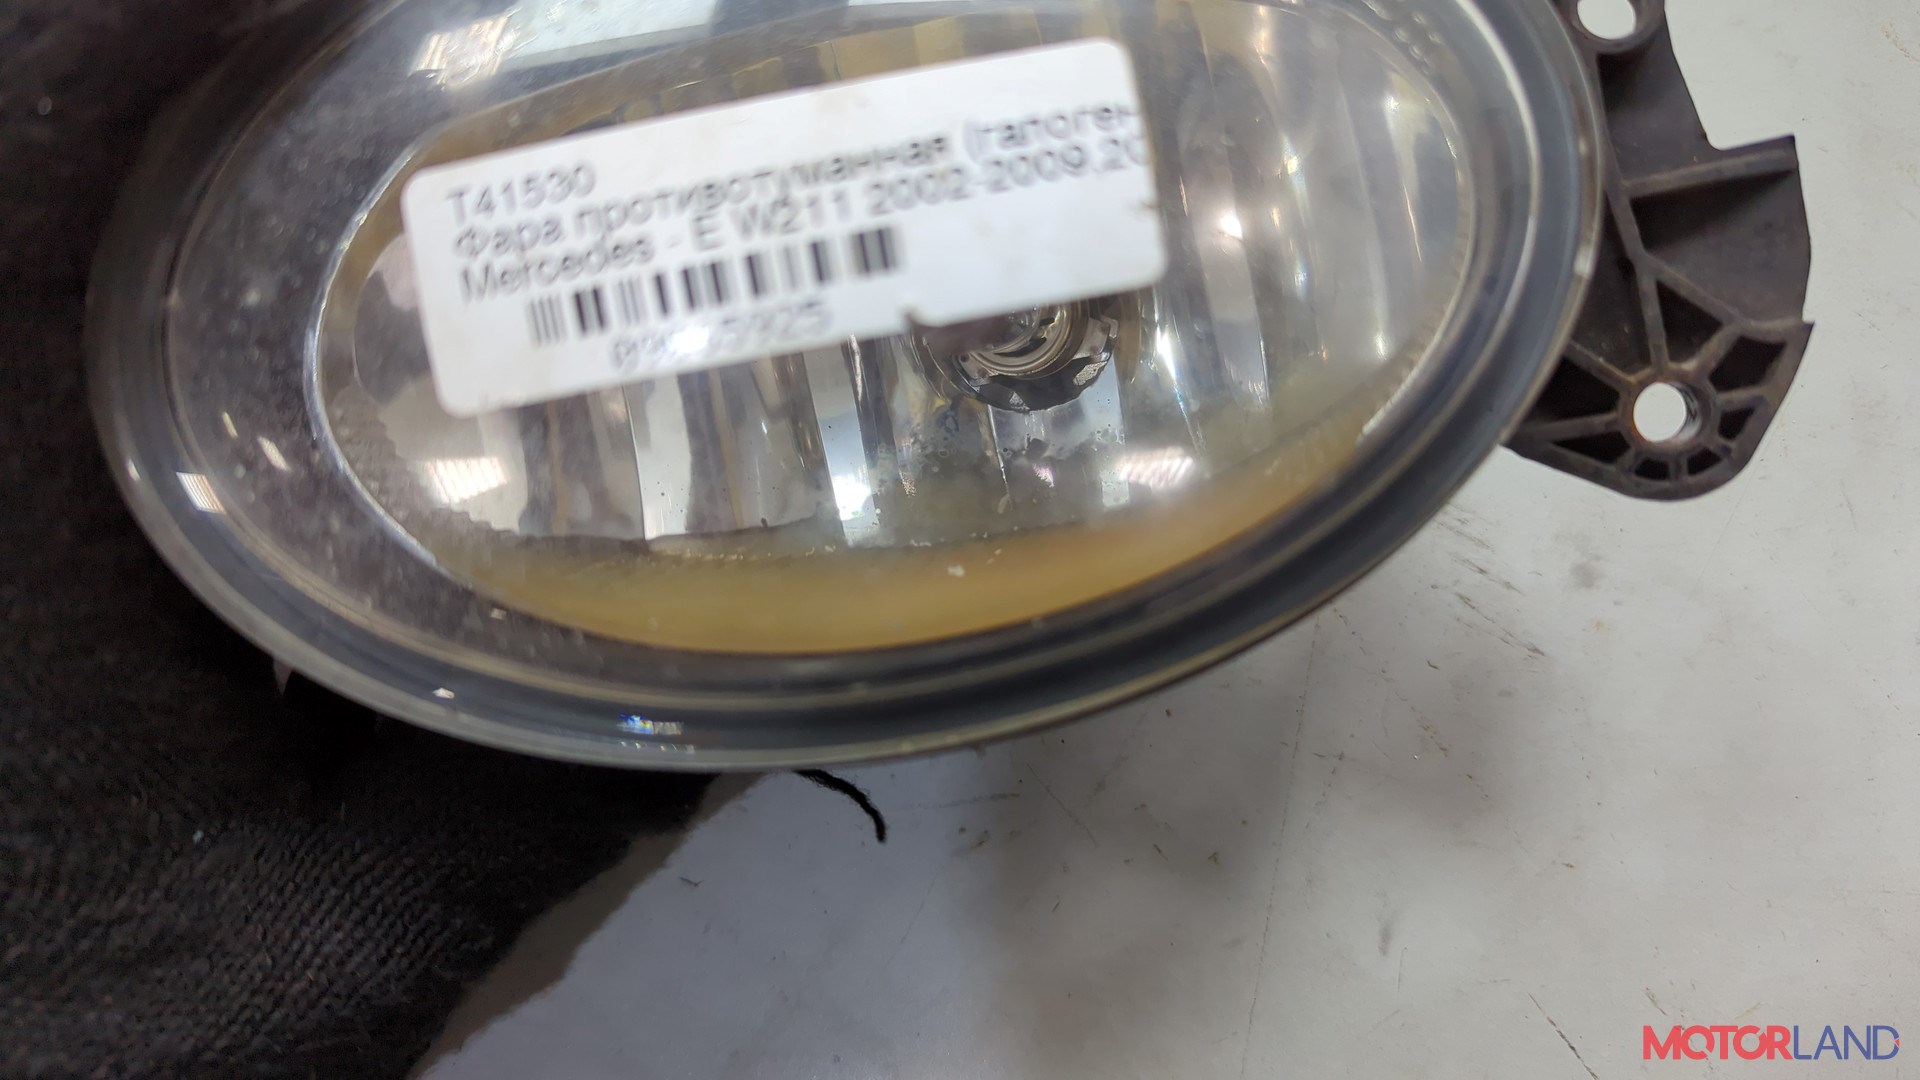 T41530
Фара противотуманная (галоген
Mercedes - E W211 2002-2009.20
MOTORLAND